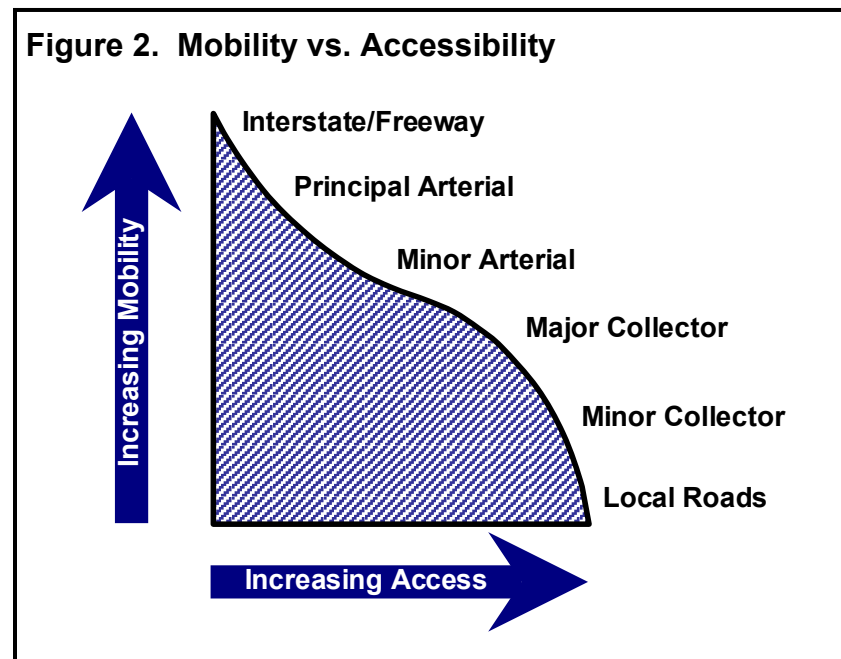 Figure 2.  Mobility vs. Accessibility
Interstate/Freeway
Principal Arterial
Minor Arterial
Major Collector
Minor Collector
Local Roads
Increasing Mobility
Increasing Access